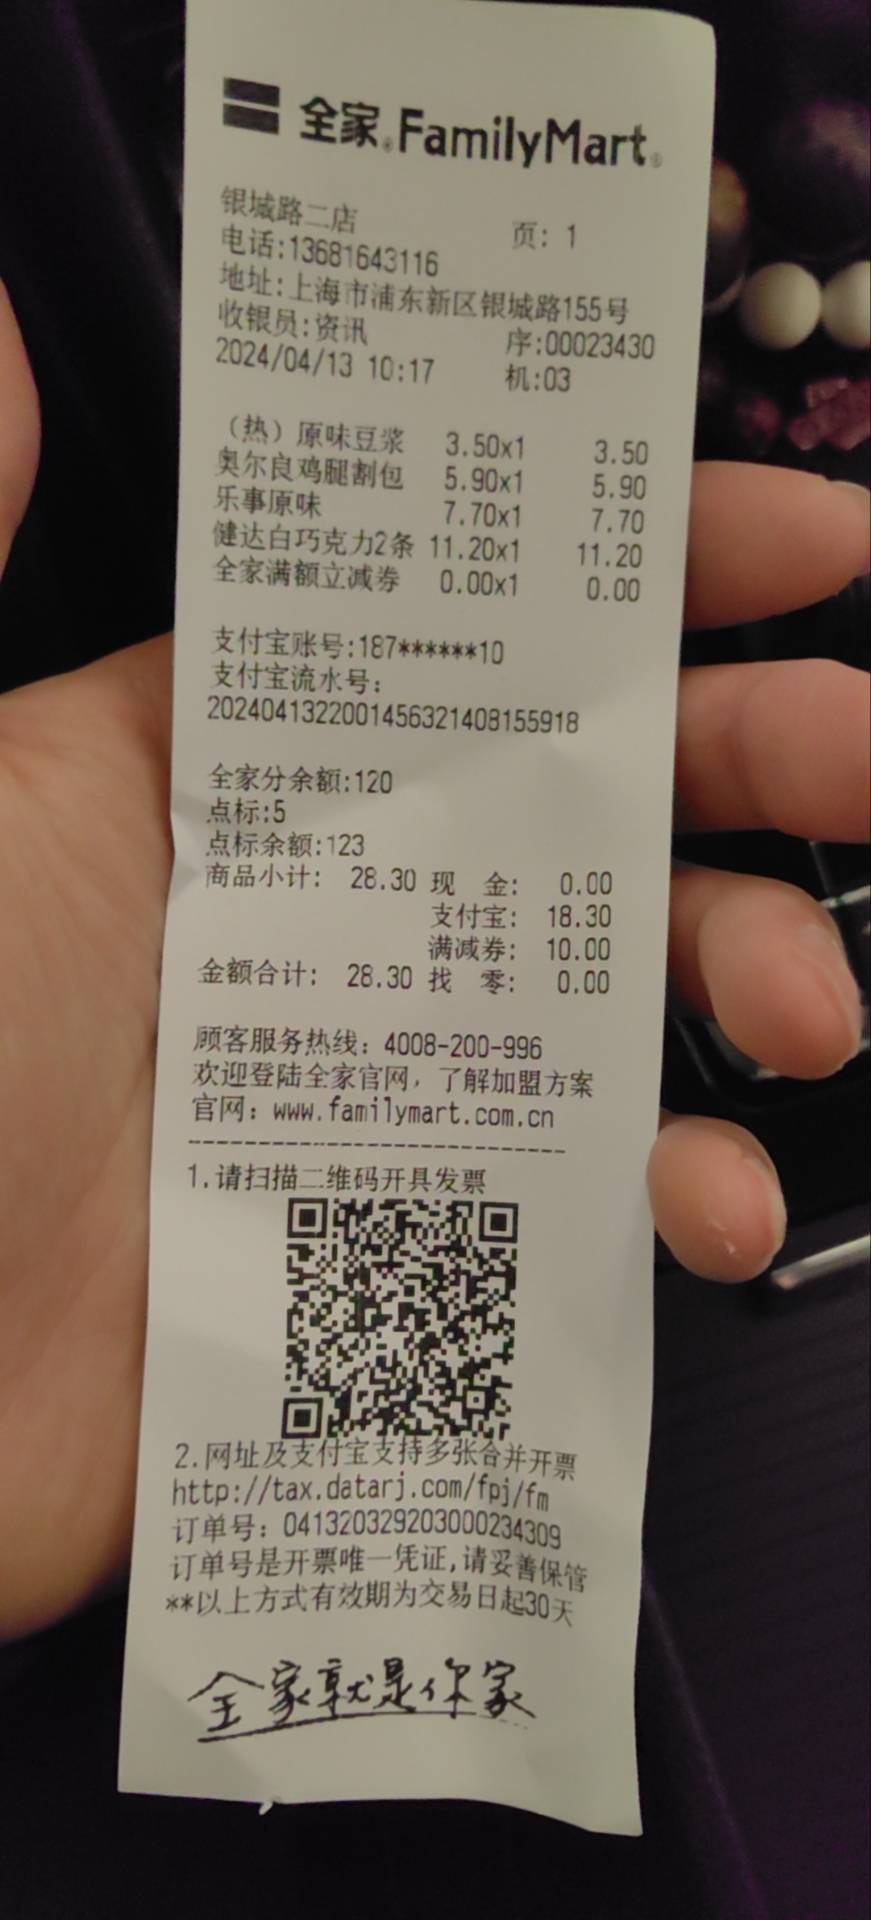 全家®FamilyMart®
银城路二店 页: 1
电话:13681643116
地址:上海市浦东新区银城路155号
收银员:资讯 序:00023430
2024/04/13 10:17 机:03
（热）原味豆浆 3.50x1 3.50
奥尔良鸡腿割包 5.90x1 5.90
乐事原味 7.70x1 7.70
健达白巧克力2条 11.20x1 11.20
全家满额立减券 0.00x1 0.00
支付宝账号:187******10
支付宝流水号:
2024041322001456321408155918
全家分余额:120
点标:5
点标余额:123
商品小计: 28.30 现 金: 0.00
支付宝: 18.30
满减券: 10.00
金额合计: 28.30 找 零: 0.00
顾客服务热线: 4008-200-996
欢迎登陆全家官网，了解加盟方案
官网: www.familymart.com.cn
--------------------------------
1.请扫描二维码开具发票
2.网址及支付宝支持多张合并开票
http://tax.datarj.com/fpj/fm
订单号: 041320329203000234309
订单号是开票唯一凭证,请妥善保管
**以上方式有效期为交易日起30天
全家就是你家